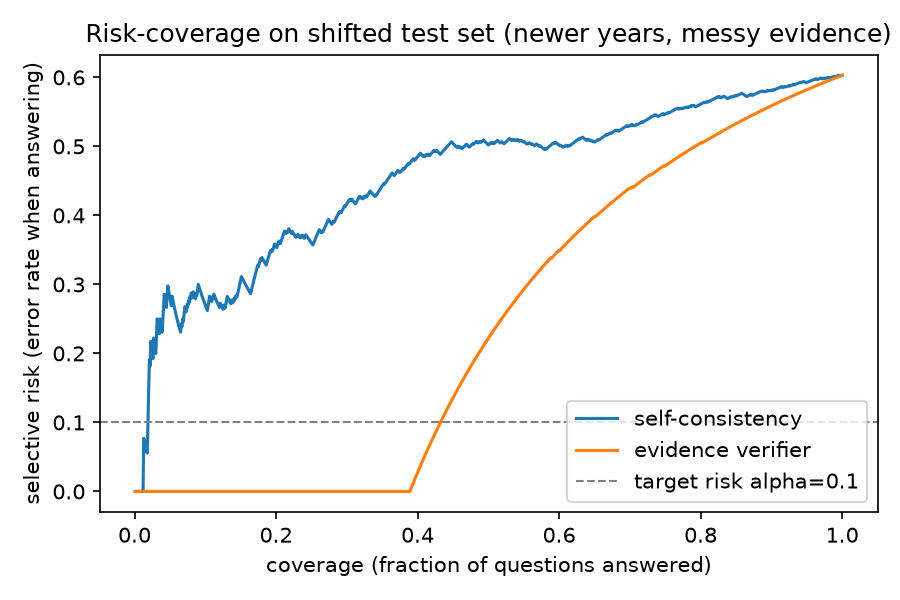 Risk-coverage on shifted test set (newer years, messy evidence)
selective risk (error rate when answering)
0.6
0.5
0.4
0.3
0.2
0.1
0.0
self-consistency
evidence verifier
target risk alpha=0.1
0.0 0.2 0.4 0.6 0.8 1.0
coverage (fraction of questions answered)